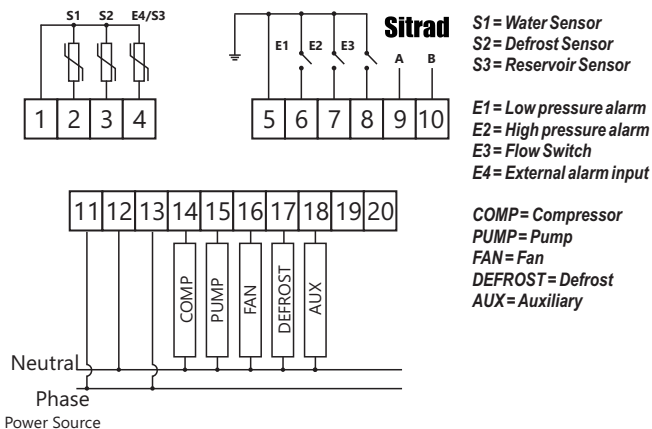 S1 S2 E4/S3
1 2 3 4
Sitrad
E1 E2 E3 A B
5 6 7 8 9 10
S1 = Water Sensor
S2 = Defrost Sensor
S3 = Reservoir Sensor
E1 = Low pressure alarm
E2 = High pressure alarm
E3 = Flow Switch
E4 = External alarm input
COMP = Compressor
PUMP = Pump
FAN = Fan
DEFROST = Defrost
AUX = Auxiliary
11 12 13 14 15 16 17 18 19 20
COMP
PUMP
FAN
DEFROST
AUX
Neutral
Phase
Power Source